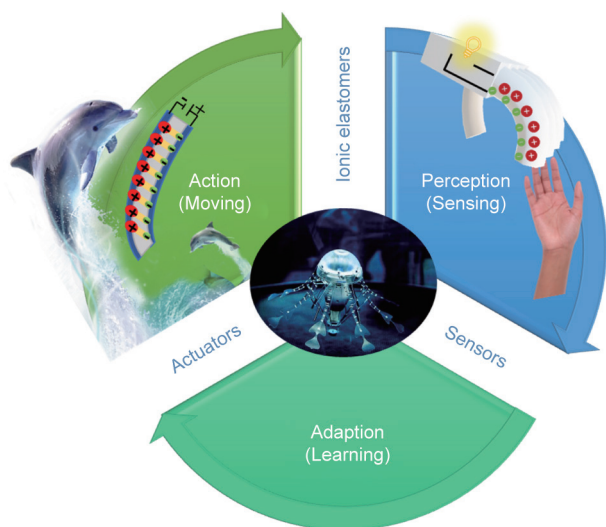 Ionic elastomers
Action
(Moving)
Perception
(Sensing)
Actuators
Sensors
Adaption
(Learning)